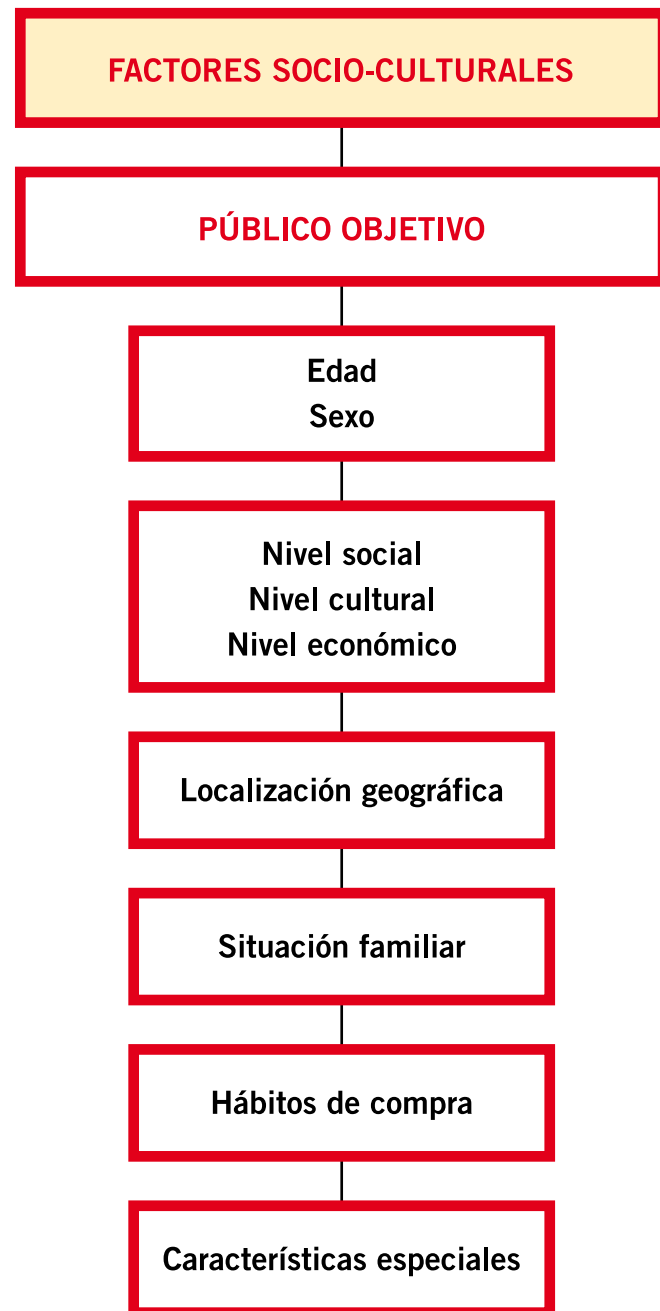 FACTORES SOCIO-CULTURALES
PÚBLICO OBJETIVO
Edad
Sexo
Nivel social
Nivel cultural
Nivel económico
Localización geográfica
Situación familiar
Hábitos de compra
Características especiales